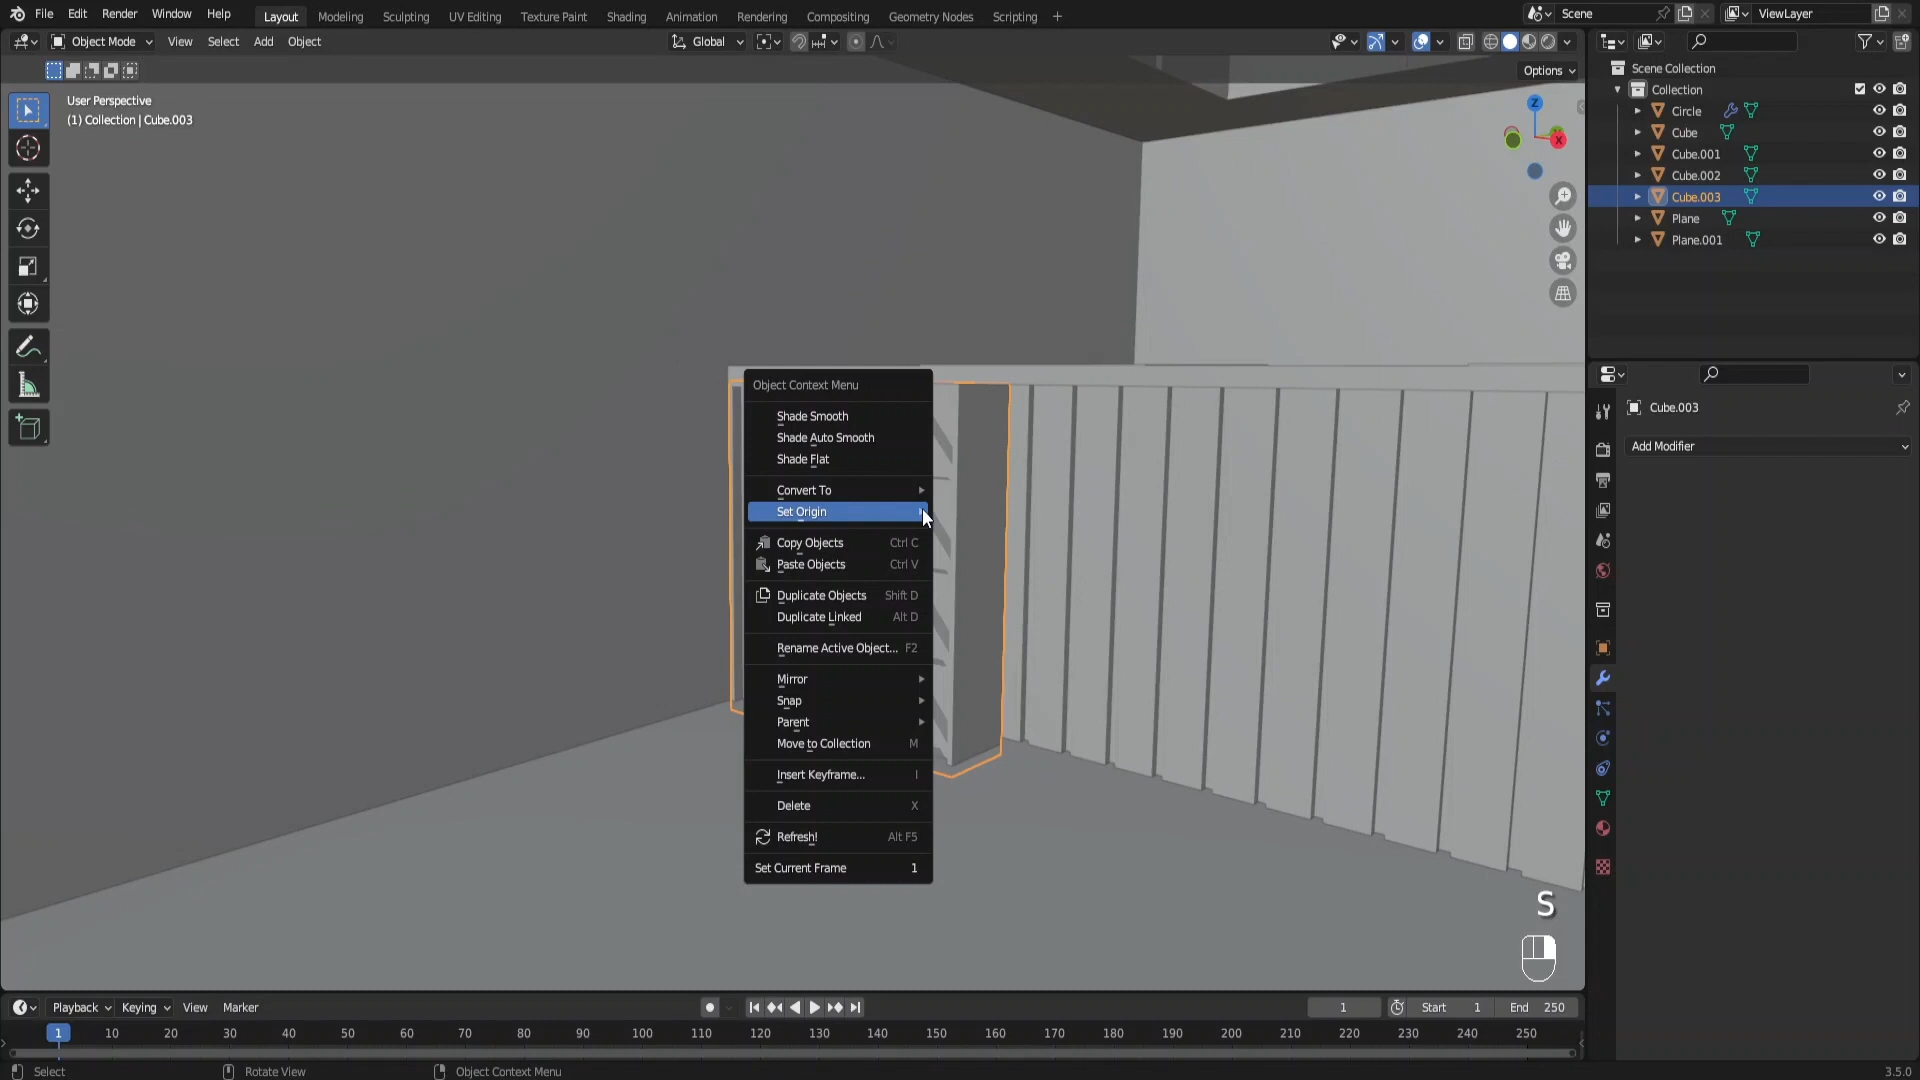 File Edit Render Window Help Layout Modeling Sculpting UV Editing Texture Paint Shading Animation Rendering Compositing Geometry Nodes Scripting + Scene ViewLayer
Object Mode View Select Add Object Global
Options
User Perspective
(1) Collection | Cube.003
Z
X
Scene Collection
Collection
Circle
Cube
Cube.001
Cube.002
Cube.003
Plane
Plane.001
Cube.003
Add Modifier
Object Context Menu
Shade Smooth
Shade Auto Smooth
Shade Flat
Convert To
Set Origin
Copy Objects Ctrl C
Paste Objects Ctrl V
Duplicate Objects Shift D
Duplicate Linked Alt D
Rename Active Object... F2
Mirror
Snap
Parent
Move to Collection M
Insert Keyframe... I
Delete X
Refresh! Alt F5
Set Current Frame 1
S
Playback Keying View Marker 1 Start 1 End 250
1 10 20 30 40 50 60 70 80 90 100 110 120 130 140 150 160 170 180 190 200 210 220 230 240 250
Select Rotate View Object Context Menu 3.5.0